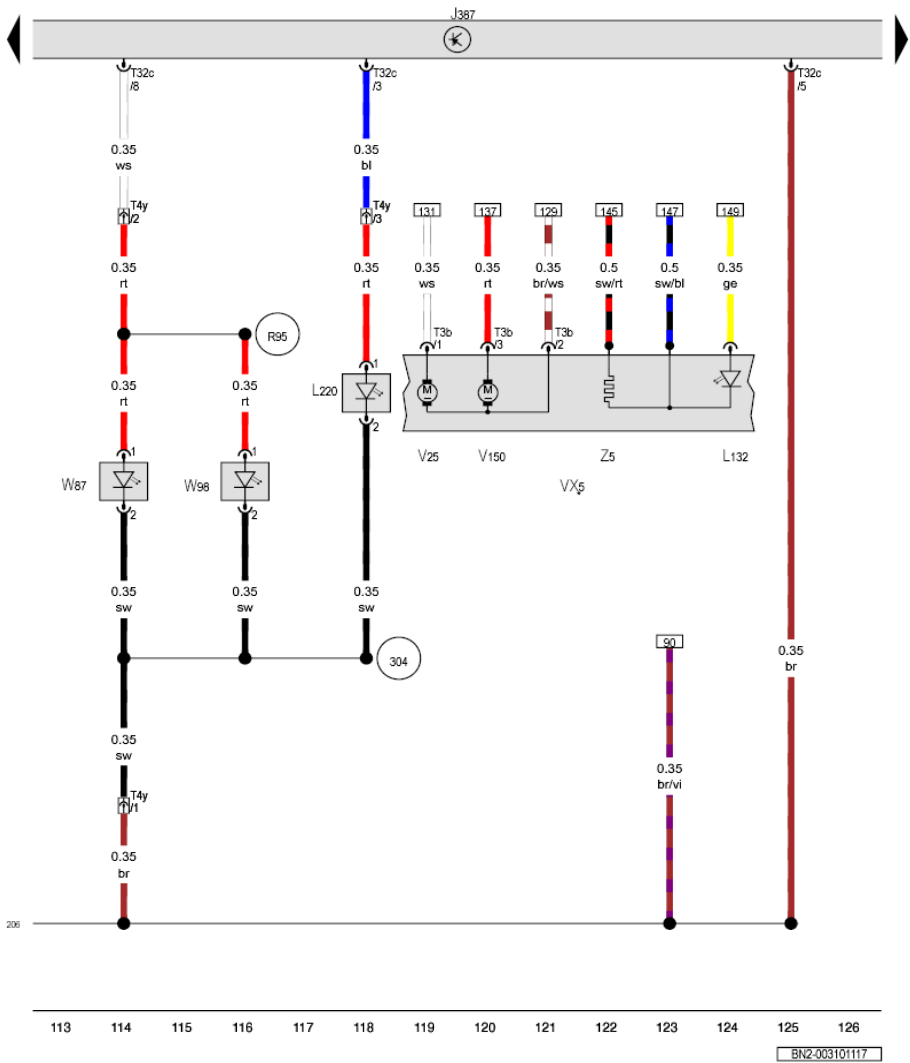 J387
T32c
/8
T32c
/3
T32c
/5
0.35
ws
0.35
bl
T4y
/2
T4y
/3
131
137
129
145
147
149
0.35
rt
0.35
rt
0.35
ws
0.35
rt
0.35
br/ws
0.5
sw/rt
0.5
sw/bl
0.35
ge
R95
T3b
/1
T3b
/3
T3b
/2
0.35
rt
0.35
rt
1
L220
M
M
2
V25
V150
Z5
L132
VX5
1
1
W87
W98
2
2
0.35
sw
0.35
sw
0.35
sw
304
90
0.35
br
0.35
sw
0.35
br/vi
T4y
/1
0.35
br
206
113 114 115 116 117 118 119 120 121 122 123 124 125 126
BN2-003101117